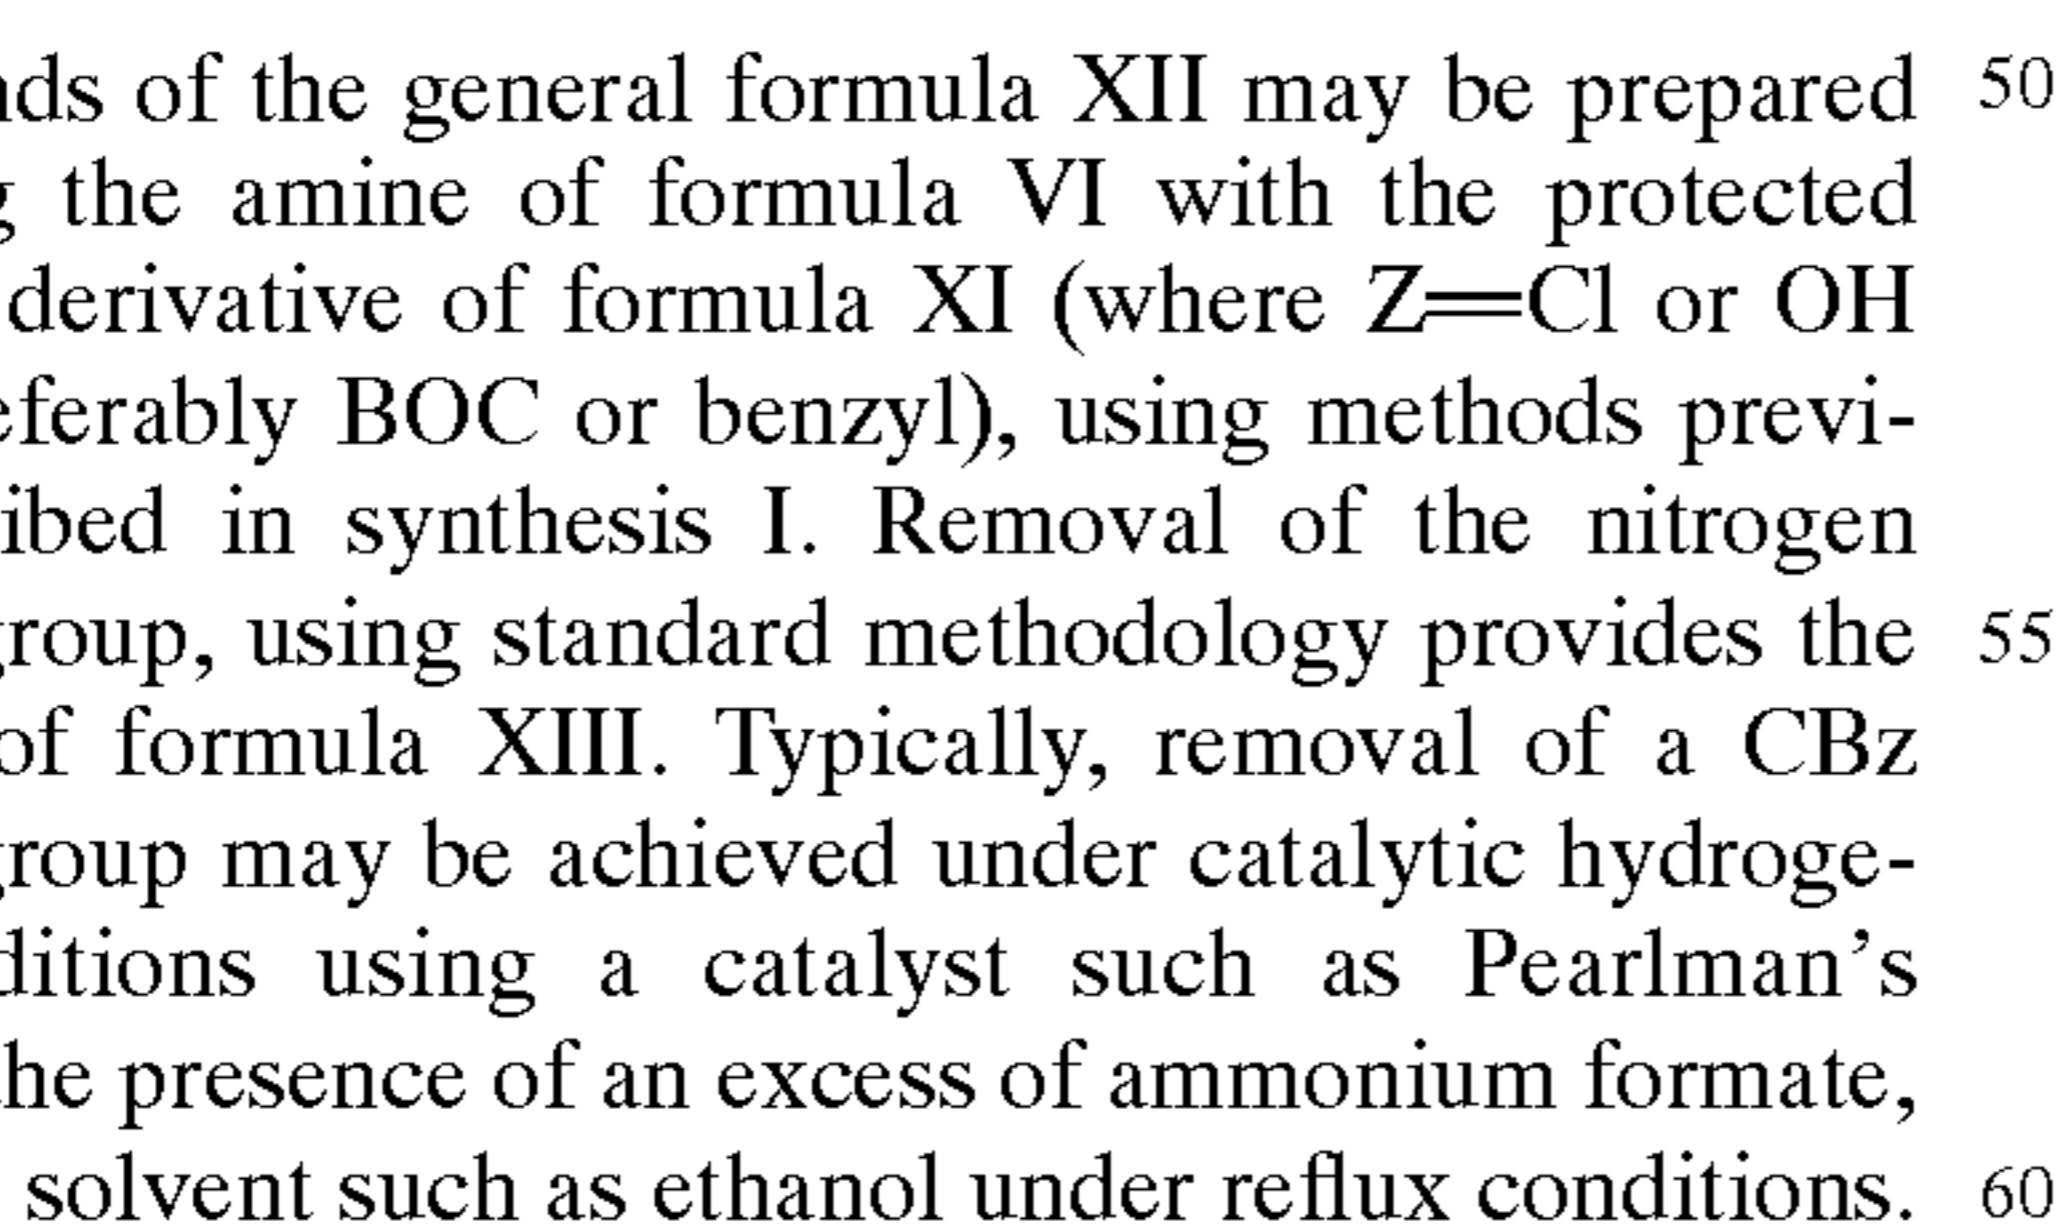 nds of the general formula XII may be prepared 50
g the amine of formula VI with the protected
derivative of formula XI (where Z═Cl or OH
eferably BOC or benzyl), using methods previ-
ibed in synthesis I. Removal of the nitrogen
group, using standard methodology provides the 55
of formula XIII. Typically, removal of a CBz
group may be achieved under catalytic hydroge-
ditions using a catalyst such as Pearlman’s
he presence of an excess of ammonium formate,
solvent such as ethanol under reflux conditions. 60